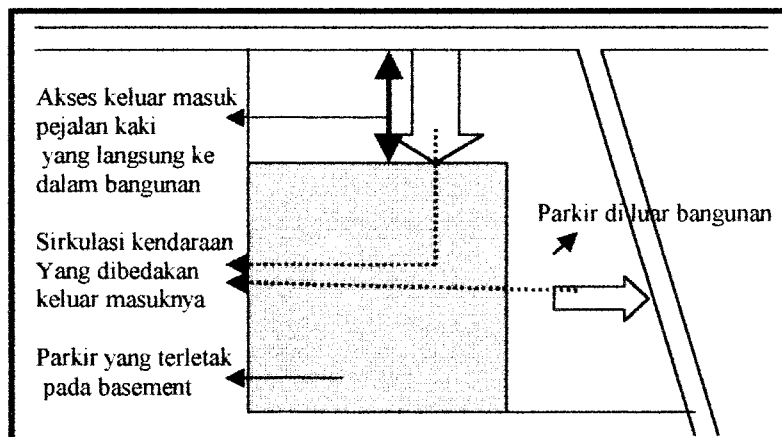 Akses keluar masuk
pejalan kaki
yang langsung ke
dalam bangunan
Parkir di luar bangunan
Sirkulasi kendaraan
Yang dibedakan
keluar masuknya
Parkir yang terletak
pada basement